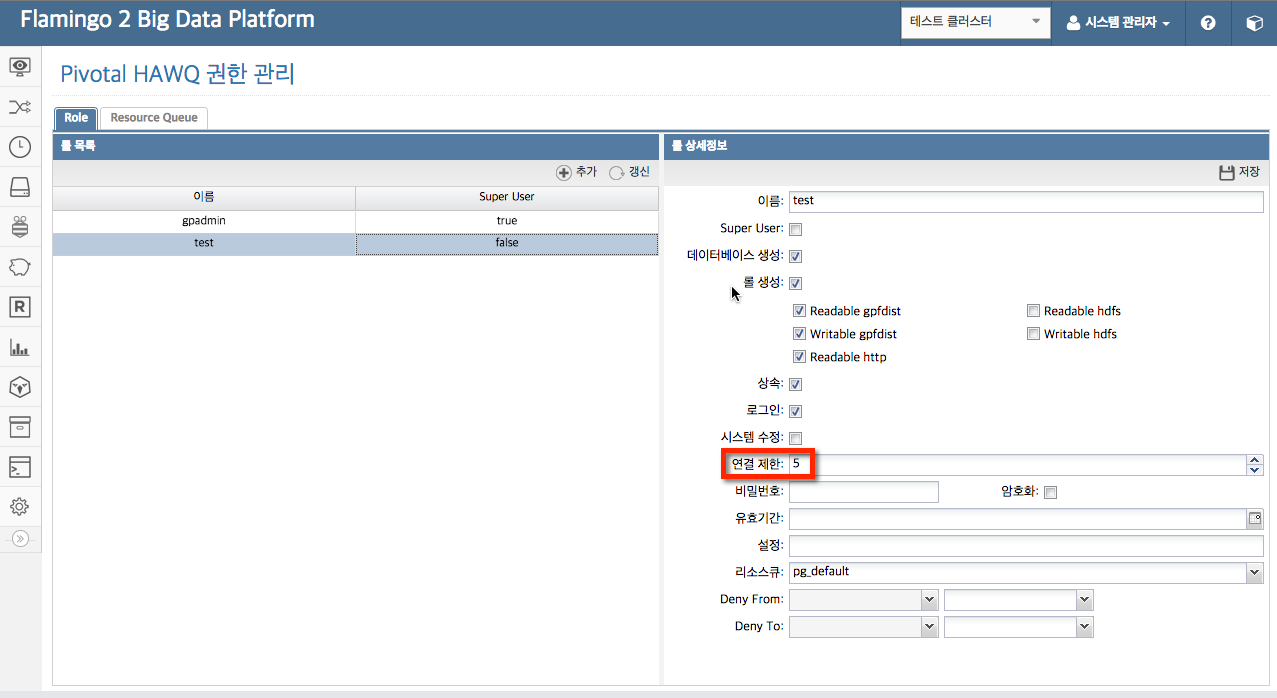 Flamingo 2 Big Data Platform
테스트 클러스터
시스템 관리자
Pivotal HAWQ 권한 관리
Role
Resource Queue
롤 목록
추가
갱신
이름
Super User
gpadmin
true
test
false
롤 상세정보
저장
이름: test
Super User:
데이터베이스 생성:
롤 생성:
Readable gpfdist
Readable hdfs
Writable gpfdist
Writable hdfs
Readable http
상속:
로그인:
시스템 수정:
연결 제한: 5
비밀번호:
암호화:
유효기간:
설정:
리소스큐: pg_default
Deny From:
Deny To:
R